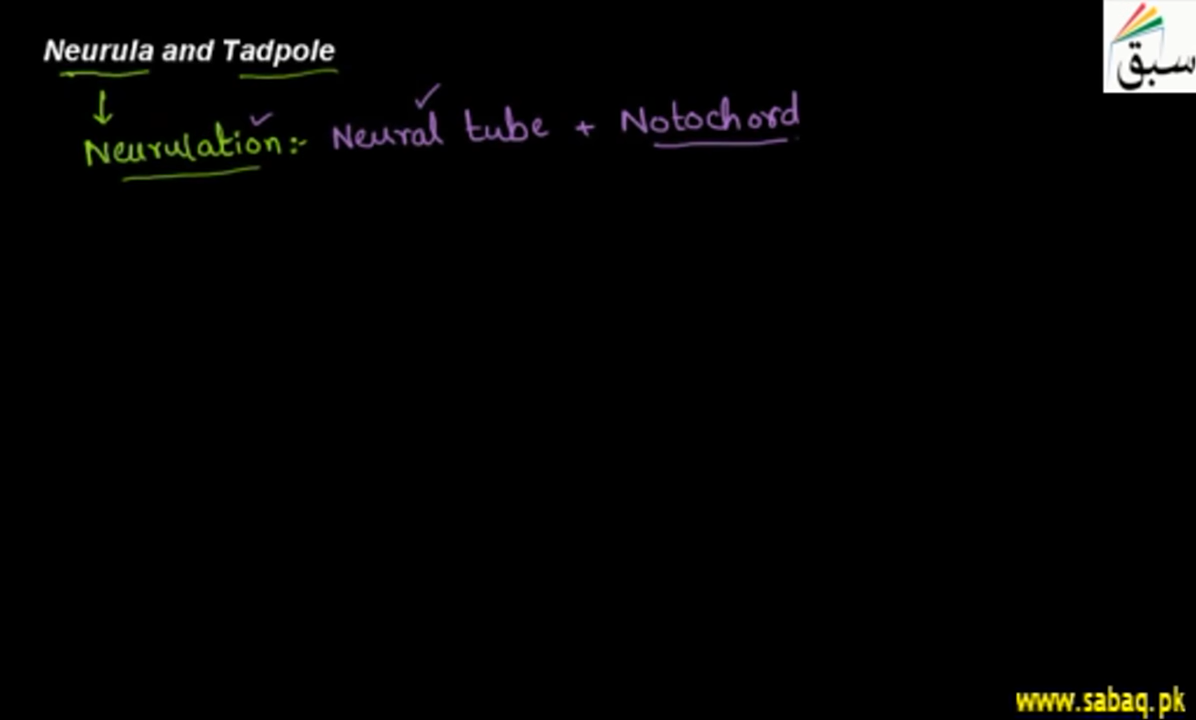 Neurula and Tadpole
سبق
Neurulation:- Neural tube + Notochord
www.sabaq.pk